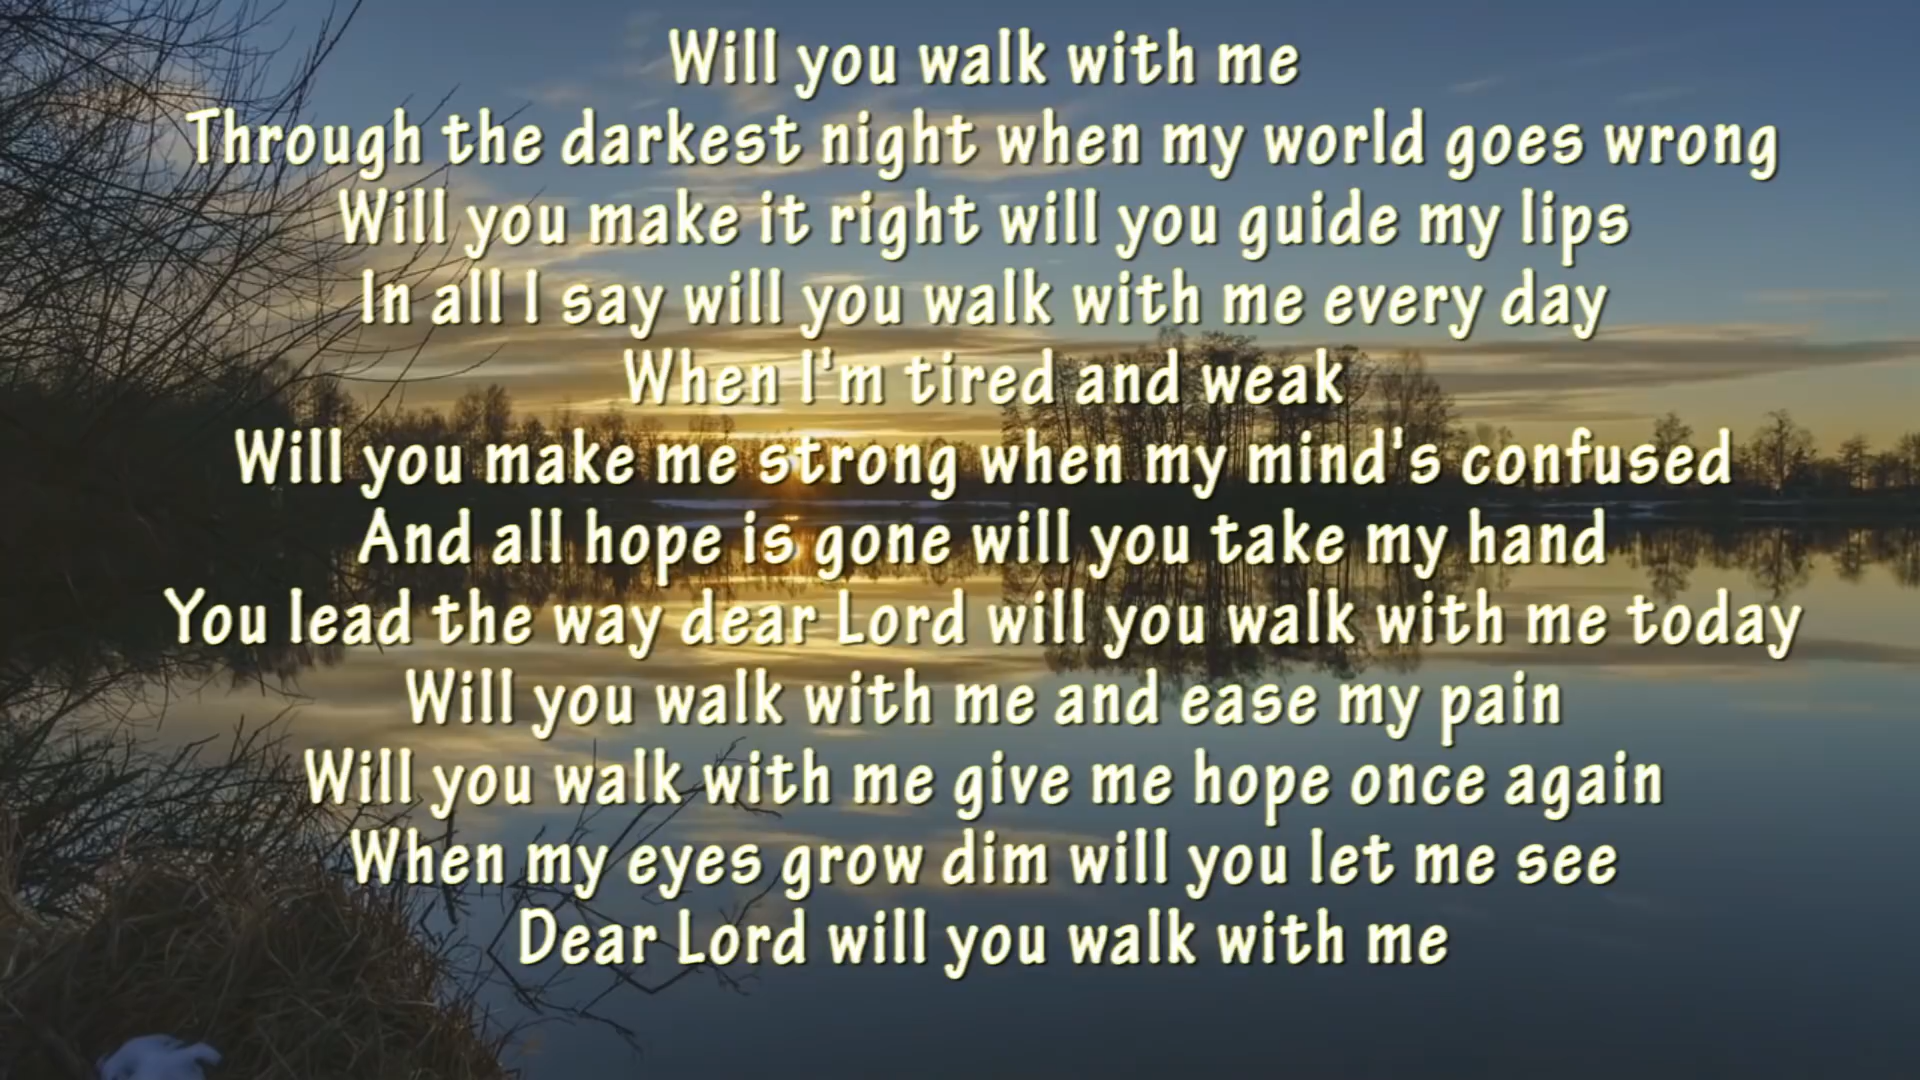 Will you walk with me
Through the darkest night when my world goes wrong
Will you make it right will you guide my lips
In all I say will you walk with me every day
When I'm tired and weak
Will you make me strong when my mind's confused
And all hope is gone will you take my hand
You lead the way dear Lord will you walk with me today
Will you walk with me and ease my pain
Will you walk with me give me hope once again
When my eyes grow dim will you let me see
Dear Lord will you walk with me